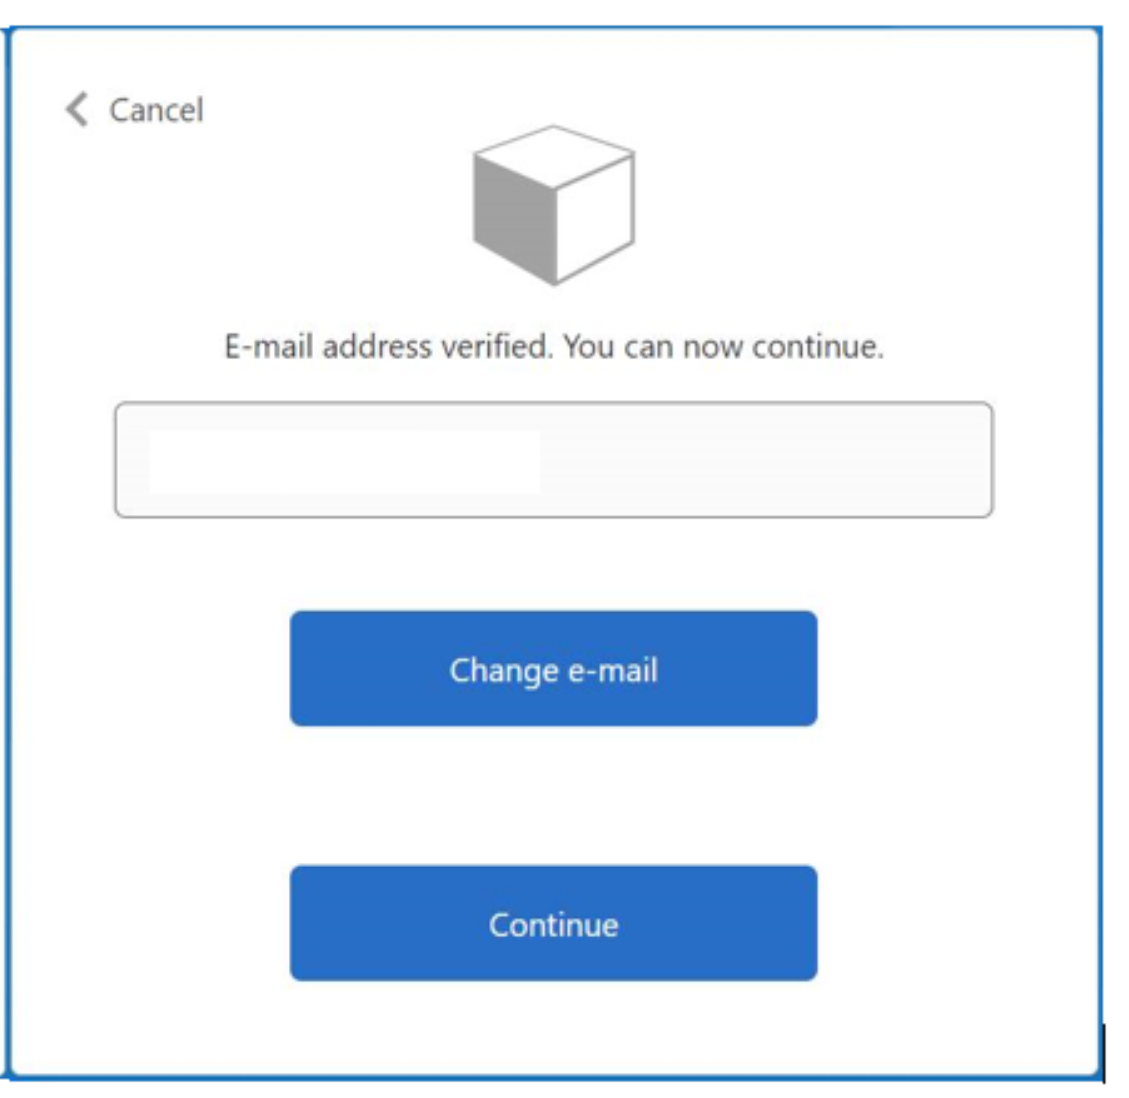 Cancel
E-mail address verified. You can now continue.
Change e-mail
Continue